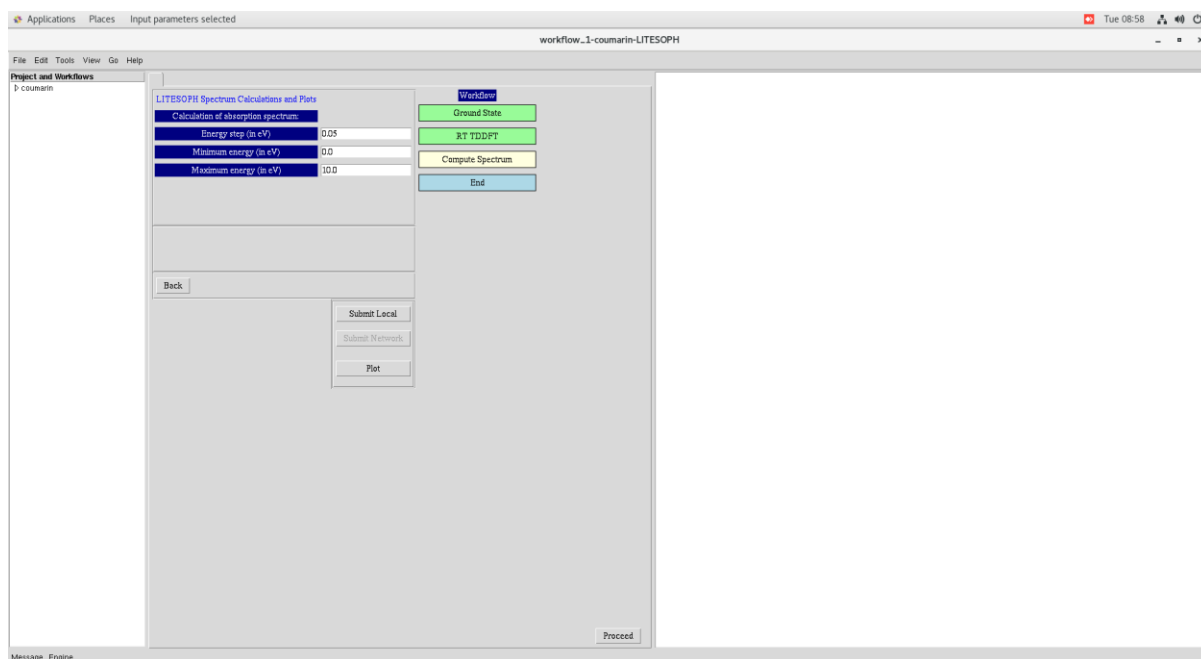 Applications Places Input parameters selected Tue 08:58
workflow_1-coumarin-LITESOPH
File Edit Tools View Go Help
Project and Workflows
coumarin
LITESOPH Spectrum Calculations and Plots
Calculation of absorption spectrum:
Energy step (in eV) 0.05
Minimum energy (in eV) 0.0
Maximum energy (in eV) 10.0
Back
Submit Local
Submit Network
Plot
Workflow
Ground State
RT TDDFT
Compute Spectrum
End
Proceed
Message Engine